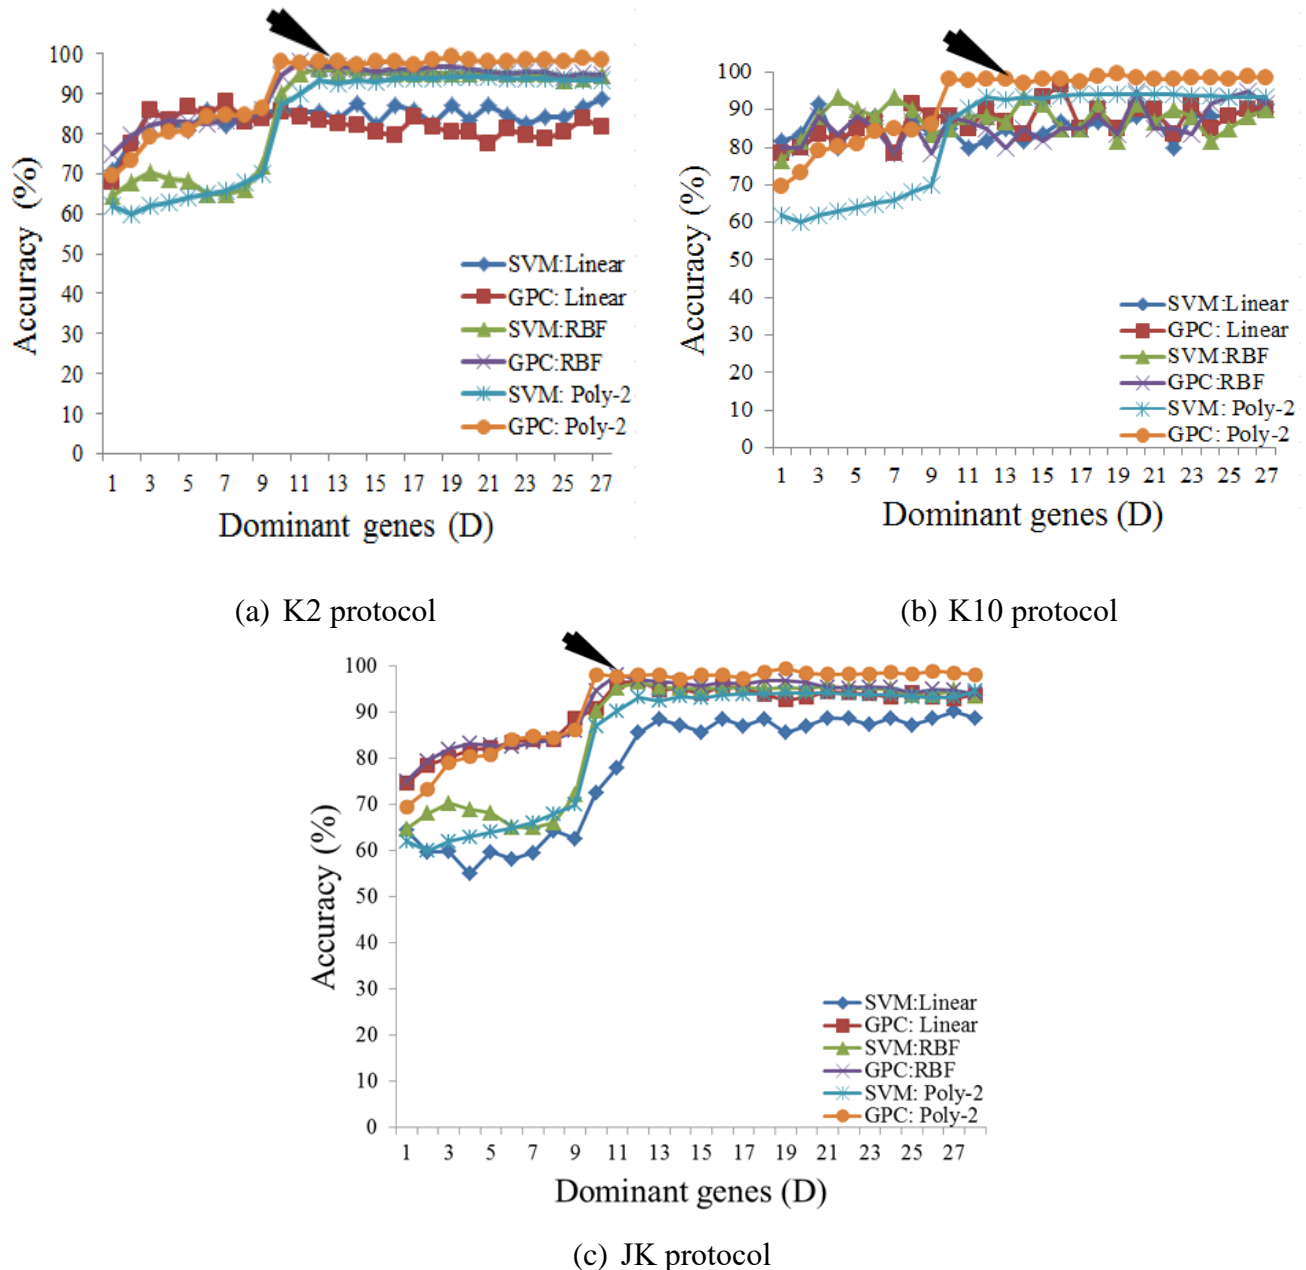 100
90
80
70
60
50
40
30
20
10
0
Accuracy (%)
1 3 5 7 9 11 13 15 17 19 21 23 25 27
Dominant genes (D)
SVM:Linear
GPC: Linear
SVM:RBF
GPC:RBF
SVM: Poly-2
GPC: Poly-2
(a) K2 protocol
100
90
80
70
60
50
40
30
20
10
0
Accuracy (%)
1 3 5 7 9 11 13 15 17 19 21 23 25 27
Dominant genes (D)
SVM:Linear
GPC: Linear
SVM:RBF
GPC:RBF
SVM: Poly-2
GPC: Poly-2
(b) K10 protocol
100
90
80
70
60
50
40
30
20
10
0
Accuracy (%)
1 3 5 7 9 11 13 15 17 19 21 23 25 27
Dominant genes (D)
SVM:Linear
GPC: Linear
SVM:RBF
GPC:RBF
SVM: Poly-2
GPC: Poly-2
(c) JK protocol